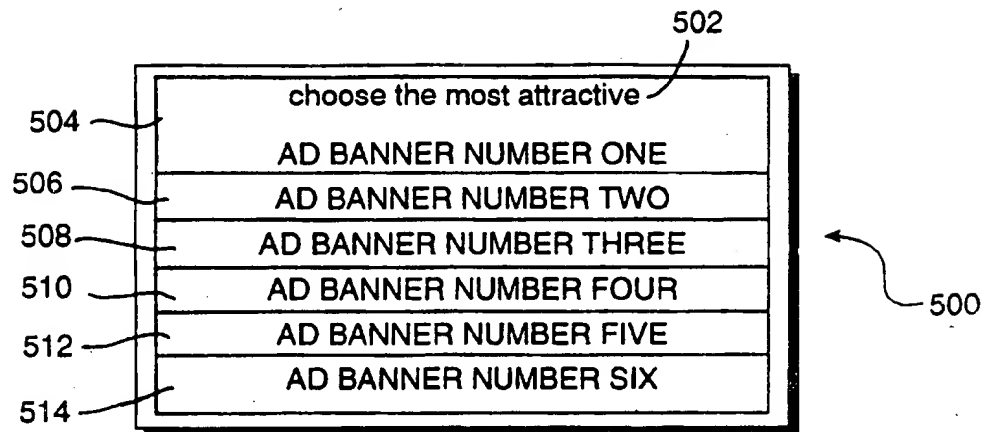 502
choose the most attractive
504
AD BANNER NUMBER ONE
506
AD BANNER NUMBER TWO
508
AD BANNER NUMBER THREE
510
AD BANNER NUMBER FOUR
500
512
AD BANNER NUMBER FIVE
514
AD BANNER NUMBER SIX